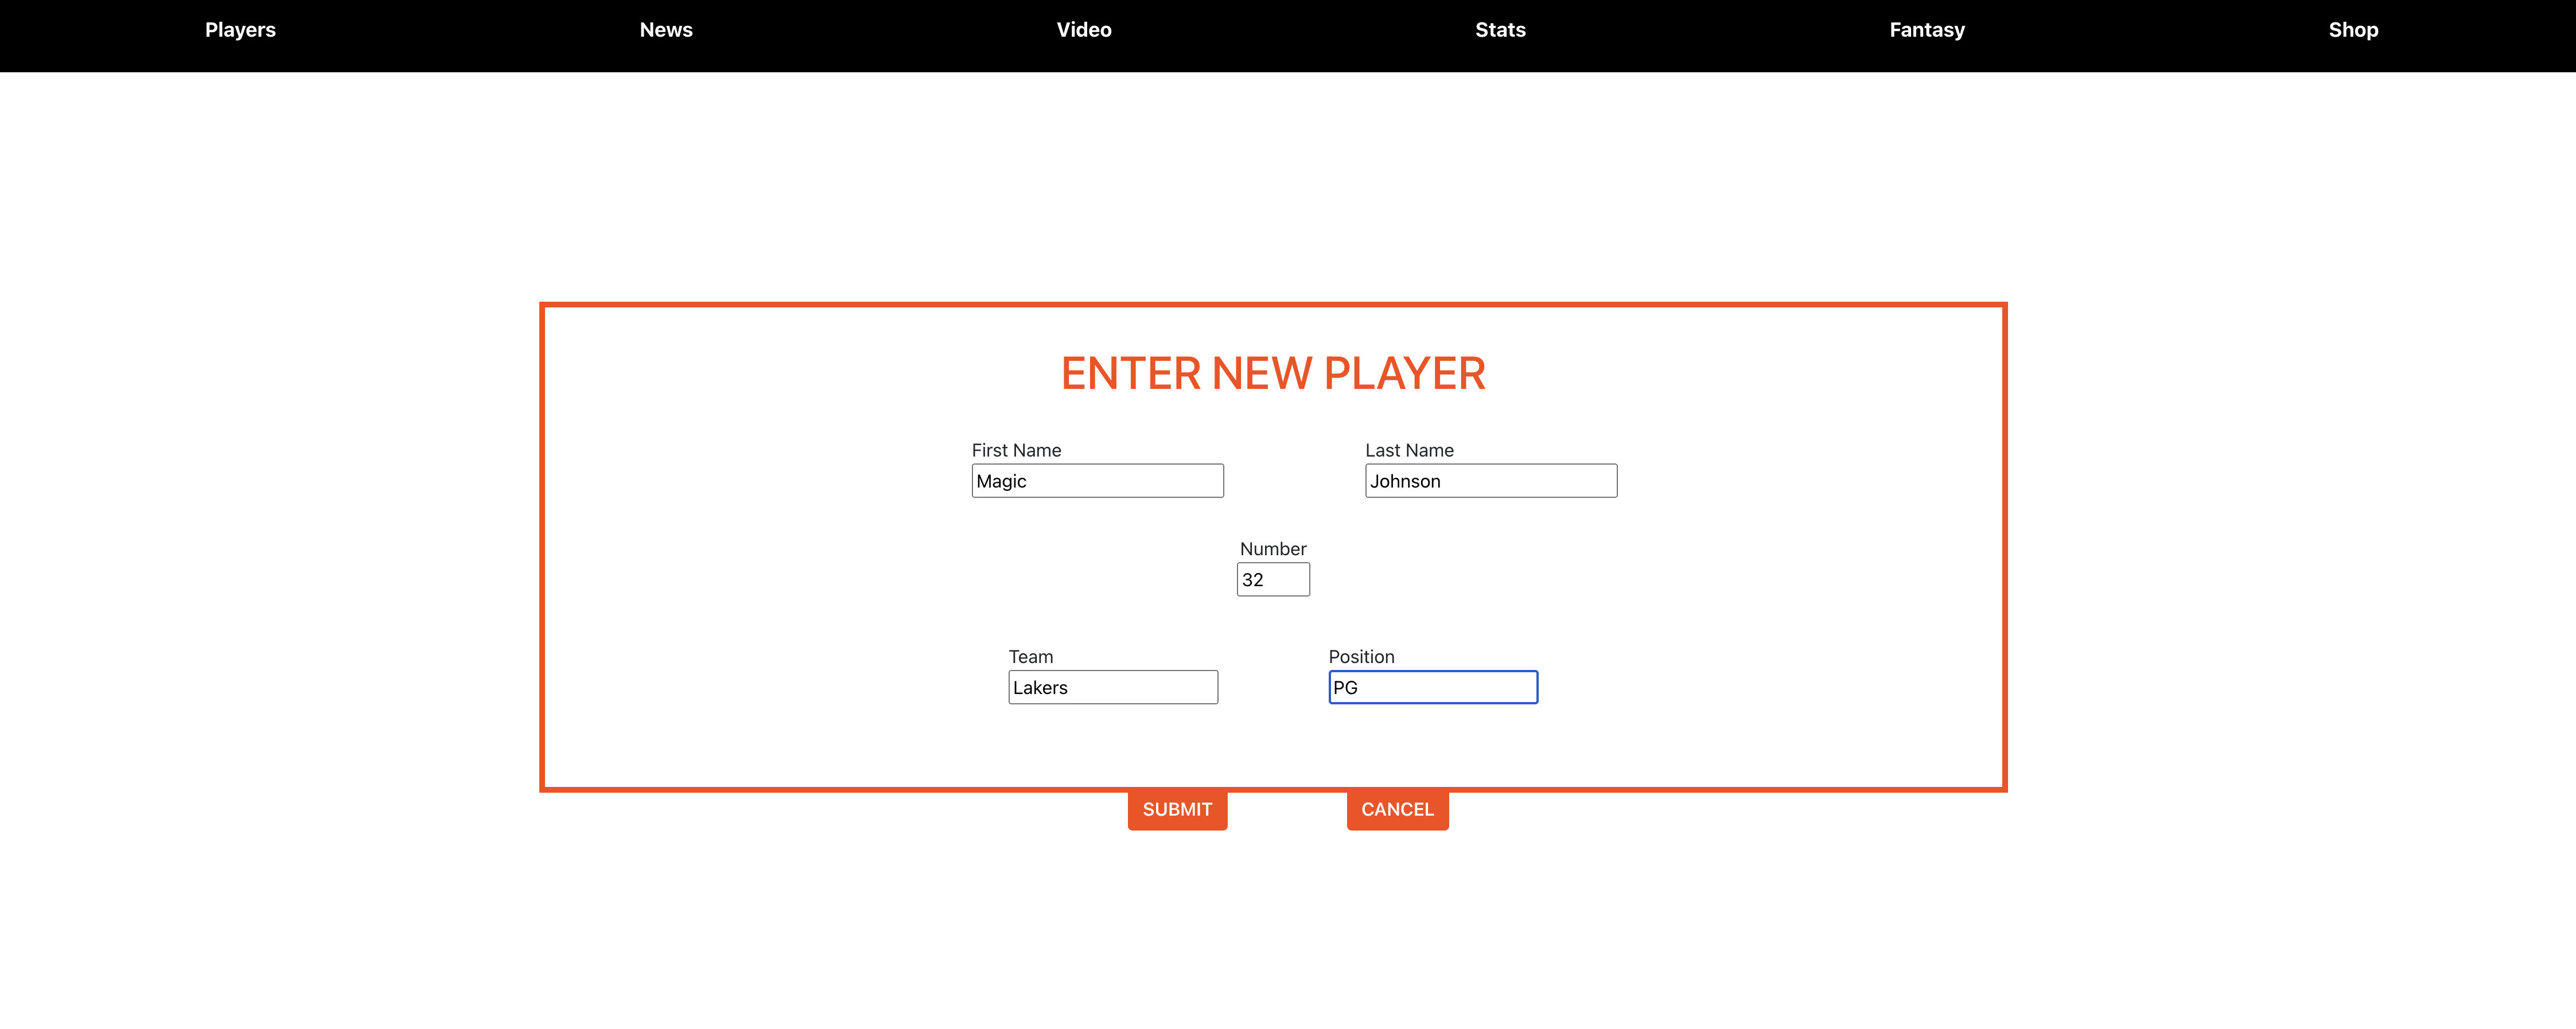 Players News Video Stats Fantasy Shop
ENTER NEW PLAYER
First Name Last Name
Magic Johnson
Number
32
Team Position
Lakers PG
SUBMIT CANCEL